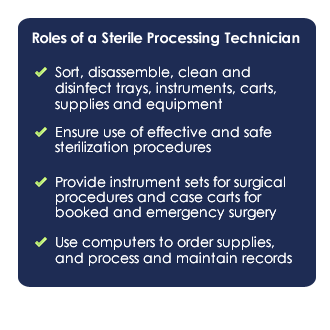 Roles of a Sterile Processing Technician
Sort, disassemble, clean and
disinfect trays, instruments, carts,
supplies and equipment
Ensure use of effective and safe
sterilization procedures
Provide instrument sets for surgical
procedures and case carts for
booked and emergency surgery
Use computers to order supplies,
and process and maintain records